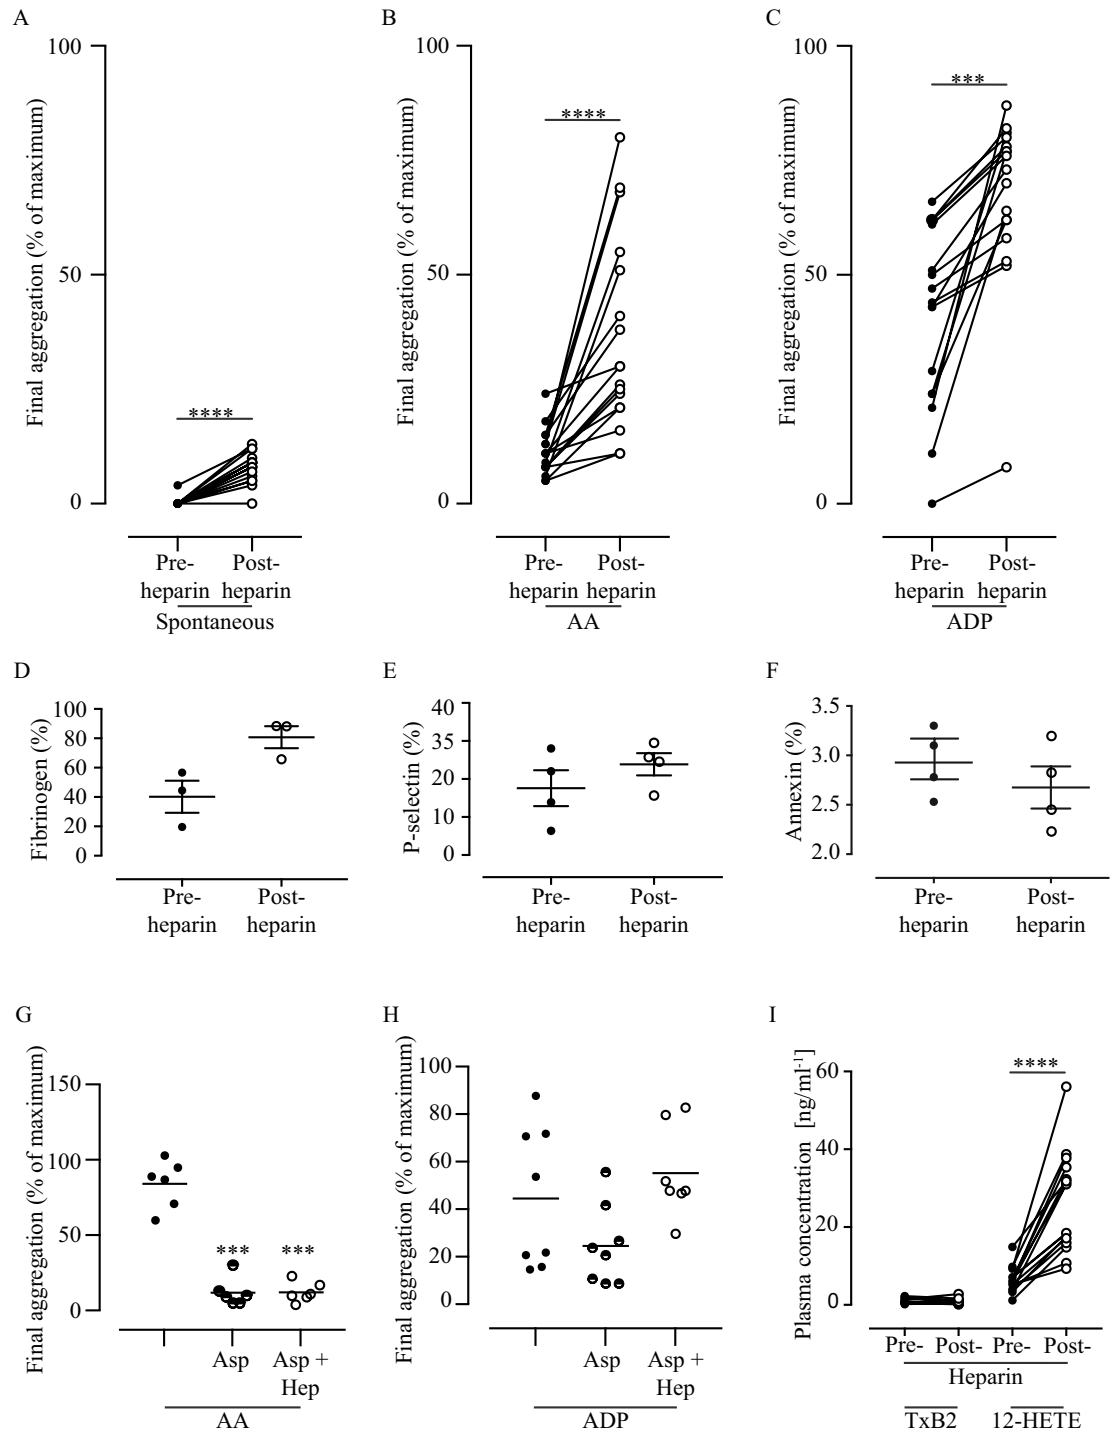 A
B
C
Final aggregation (% of maximum)
100
50
0
****
Pre-
heparin
Post-
heparin
Spontaneous
Final aggregation (% of maximum)
100
50
0
****
Pre-
heparin
Post-
heparin
AA
Final aggregation (% of maximum)
100
50
0
***
Pre-
heparin
Post-
heparin
ADP
D
E
F
Fibrinogen (%)
100
80
60
40
20
0
Pre-
heparin
Post-
heparin
P-selectin (%)
40
35
20
10
0
Pre-
heparin
Post-
heparin
Annexin (%)
3.5
3.0
2.5
2.0
Pre-
heparin
Post-
heparin
G
H
I
Final aggregation (% of maximum)
150
100
50
0
***
***
Asp
Asp +
Hep
AA
Final aggregation (% of maximum)
100
80
60
40
20
0
Asp
Asp +
Hep
ADP
Plasma concentration [ng/ml⁻¹]
60
40
20
0
****
Pre- Post- Pre- Post-
Heparin
TxB2 12-HETE